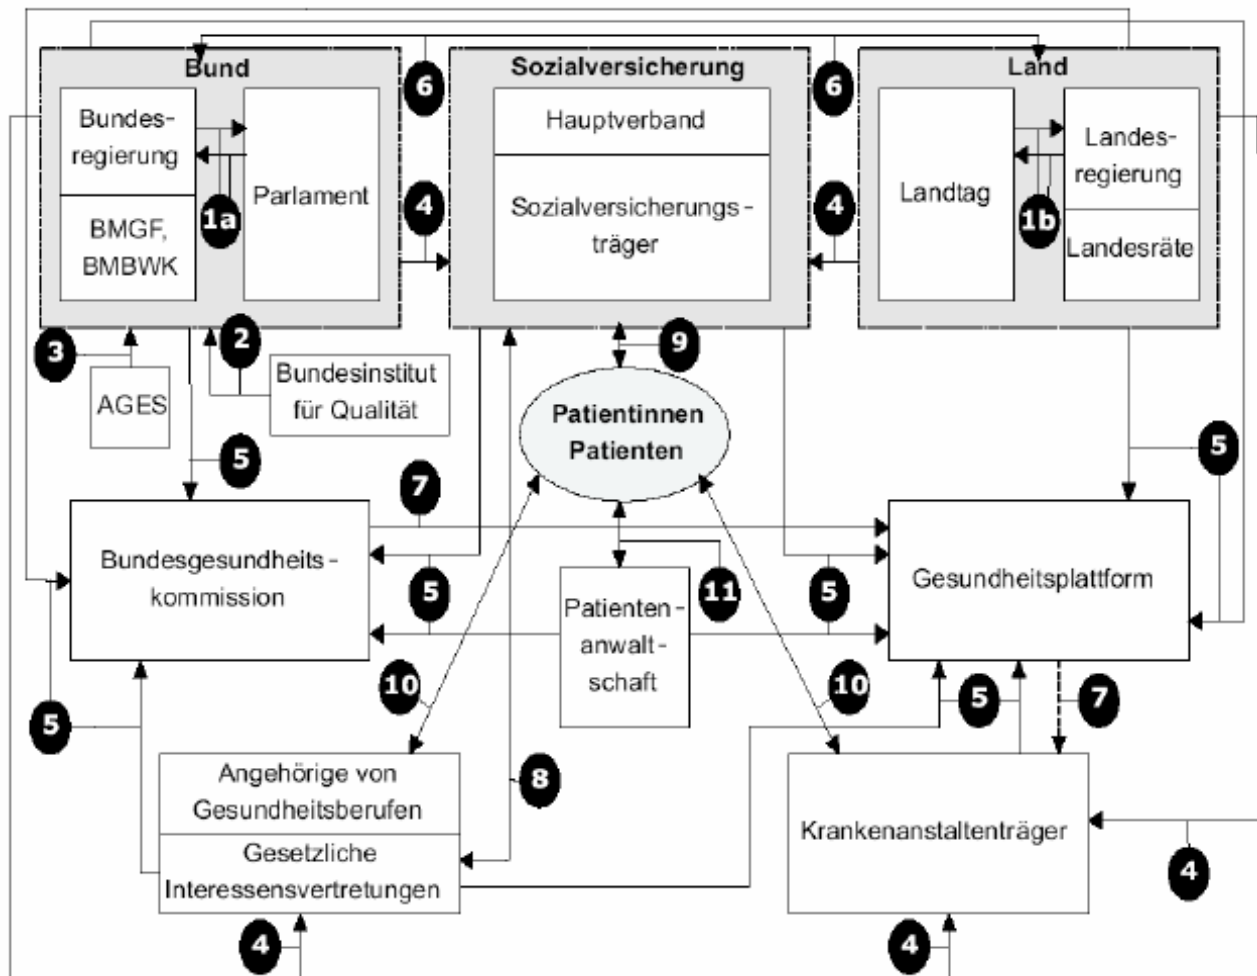 Bund
Sozialversicherung
Land
6
6
Bundes-
regierung
BMGF,
BMBWK
Parlament
1a
4
Hauptverband
Sozialversicherungs-
träger
4
Landtag
Landes-
regierung
Landesräte
1b
3
2
AGES
Bundesinstitut
für Qualität
9
Patientinnen
Patienten
5
5
7
Bundesgesundheits-
kommission
5
11
5
Gesundheitsplattform
Patienten-
anwalt-
schaft
10
10
5
5
7
Angehörige von
Gesundheitsberufen
Gesetzliche
Interessensvertretungen
8
Krankenanstaltenträger
4
4
4